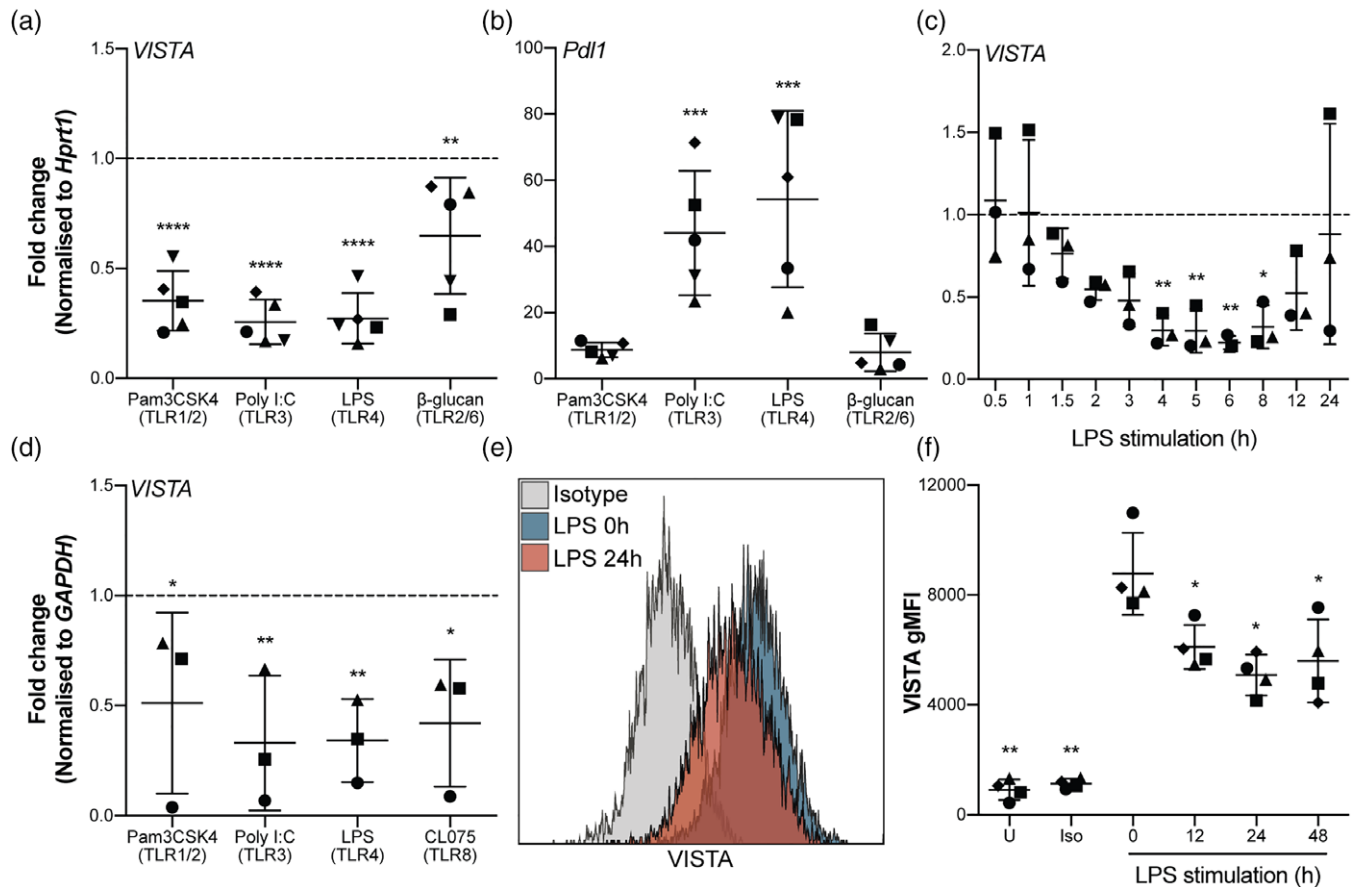 (a)
VISTA
Fold change
(Normalised to Hprt1)
1.5
1.0
0.5
0.0
****
****
****
**
Pam3CSK4 Poly I:C LPS β-glucan
(TLR1/2) (TLR3) (TLR4) (TLR2/6)
(b)
Pdl1
100
80
60
40
20
0
***
***
Pam3CSK4 Poly I:C LPS β-glucan
(TLR1/2) (TLR3) (TLR4) (TLR2/6)
(c)
VISTA
2.0
1.5
1.0
0.5
0.0
** ** ** *
0.5 1 1.5 2 3 4 5 6 8 12 24
LPS stimulation (h)
(d)
VISTA
Fold change
(Normalised to GAPDH)
1.5
1.0
0.5
0.0
*
**
**
*
Pam3CSK4 Poly I:C LPS CL075
(TLR1/2) (TLR3) (TLR4) (TLR8)
(e)
Isotype
LPS 0h
LPS 24h
VISTA
(f)
VISTA gMFI
12000
8000
4000
0
** ** * * *
U Iso 0 12 24 48
LPS stimulation (h)